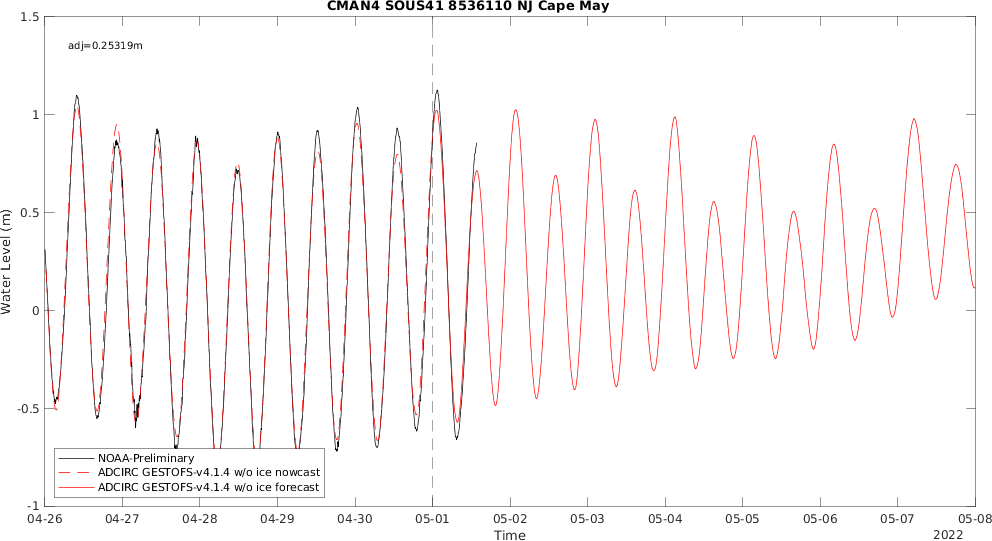 CMAN4 SOUS41 8536110 NJ Cape May
adj=0.25319m
1.5
1
0.5
0
-0.5
-1
Water Level (m)
NOAA-Preliminary
ADCIRC GESTOFS-v4.1.4 w/o ice nowcast
ADCIRC GESTOFS-v4.1.4 w/o ice forecast
04-26 04-27 04-28 04-29 04-30 05-01 05-02 05-03 05-04 05-05 05-06 05-07 05-08
Time
2022